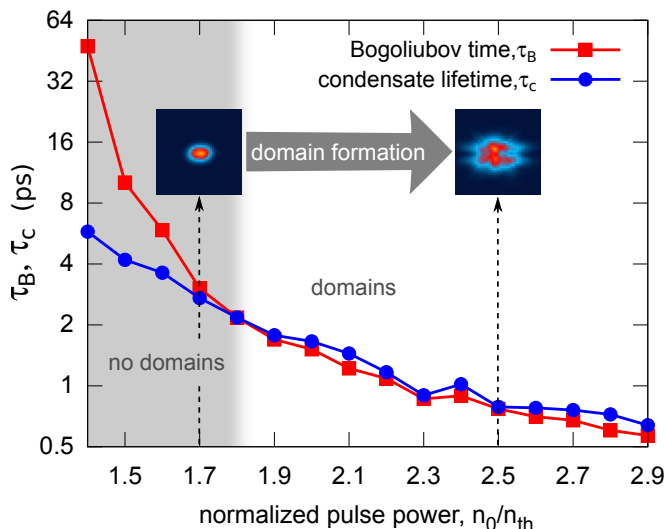 64
32
16
8
4
2
1
0.5
τB, τc (ps)
Bogoliubov time,τB
condensate lifetime,τc
domain formation
domains
no domains
1.5 1.7 1.9 2.1 2.3 2.5 2.7 2.9
normalized pulse power, n0/nth